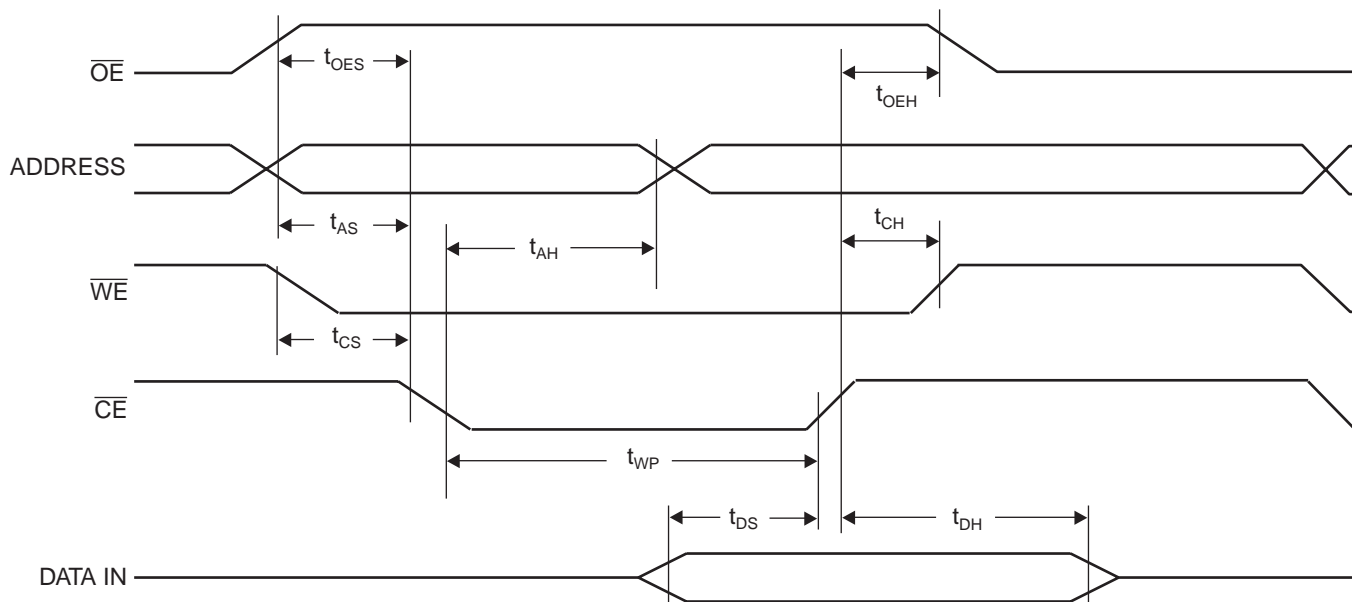 OE
tOES
tOEH
ADDRESS
tAS
tAH
tCH
WE
tCS
CE
tWP
tDS
tDH
DATA IN